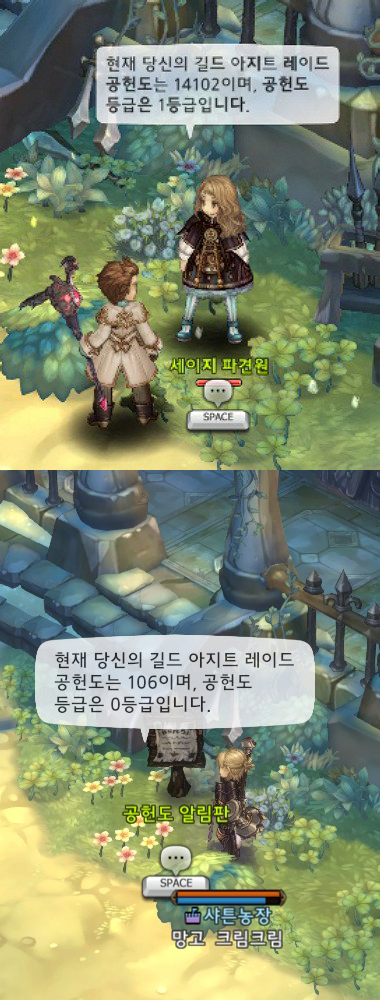 현재 당신의 길드 아지트 레이드
공헌도는 14102이며, 공헌도
등급은 1등급입니다.
세이지 파견원
SPACE
현재 당신의 길드 아지트 레이드
공헌도는 106이며, 공헌도
등급은 0등급입니다.
공헌도 알림판
SPACE
샤튼농장
망고 크림크림